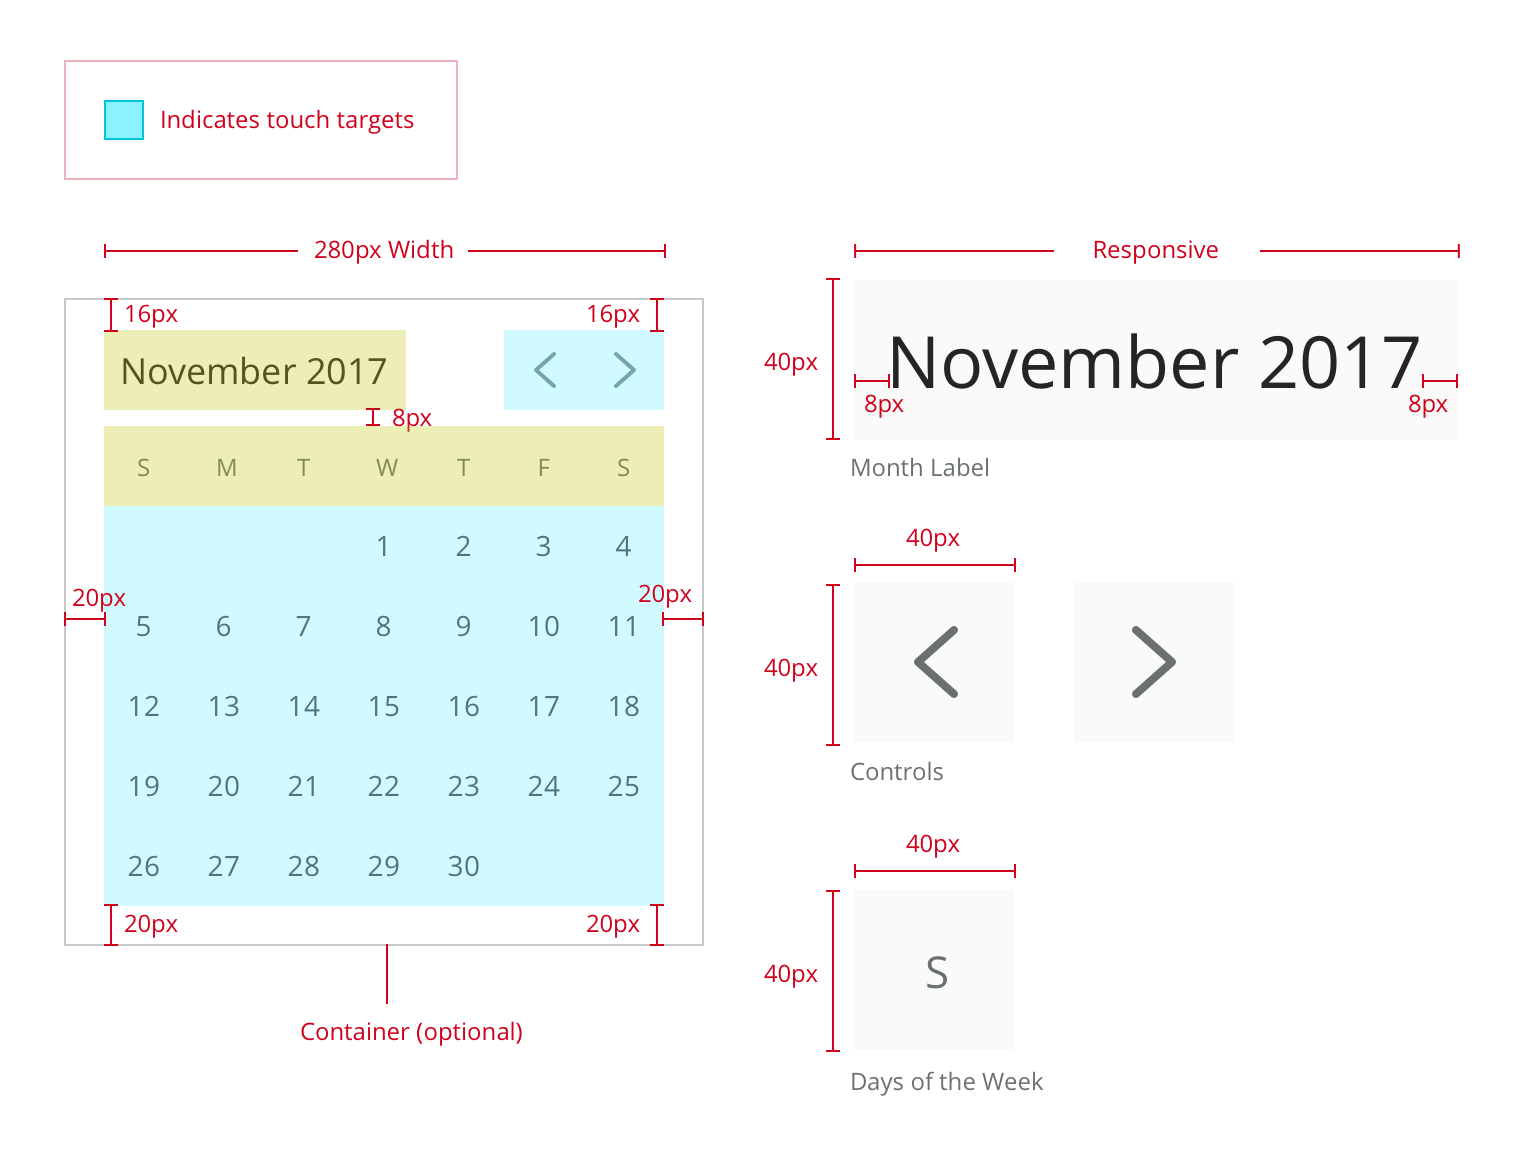 Indicates touch targets
280px Width
16px
16px
November 2017
8px
S M T W T F S
1 2 3 4
20px
20px
5 6 7 8 9 10 11
12 13 14 15 16 17 18
19 20 21 22 23 24 25
26 27 28 29 30
20px
20px
Container (optional)
Responsive
40px
November 2017
8px
8px
Month Label
40px
40px
Controls
40px
40px
S
Days of the Week